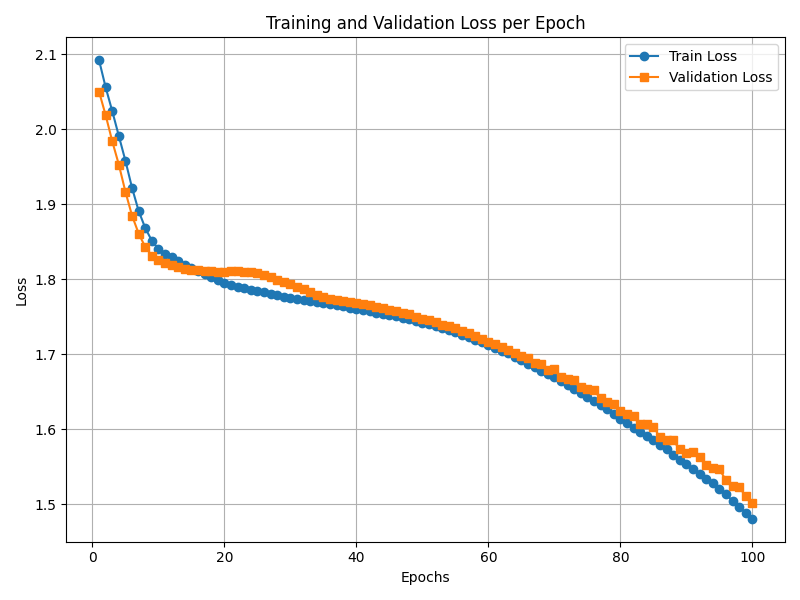 Training and Validation Loss per Epoch
Train Loss
Validation Loss
Loss
2.1
2.0
1.9
1.8
1.7
1.6
1.5
0 20 40 60 80 100
Epochs